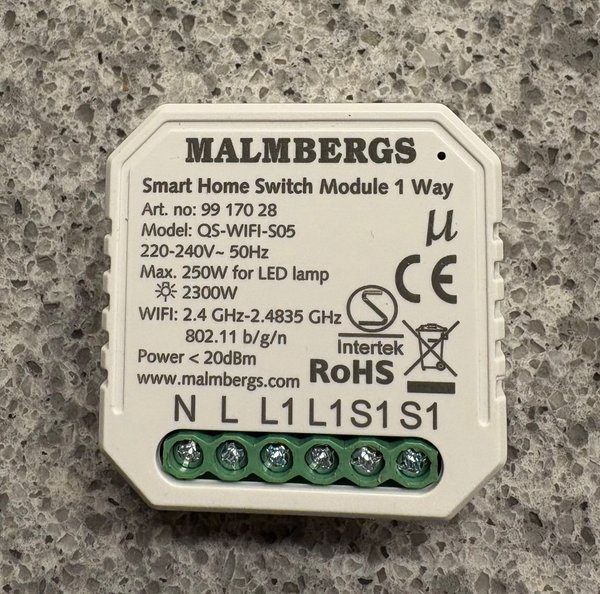 MALMBERGS
Smart Home Switch Module 1 Way
Art. no: 99 170 28
Model: QS-WIFI-S05
220-240V~ 50Hz
Max. 250W for LED lamp
2300W
WIFI: 2.4 GHz-2.4835 GHz
802.11 b/g/n
Power < 20dBm
www.malmbergs.com
µ
CE
S
Intertek
RoHS
N L L1 L1 S1 S1